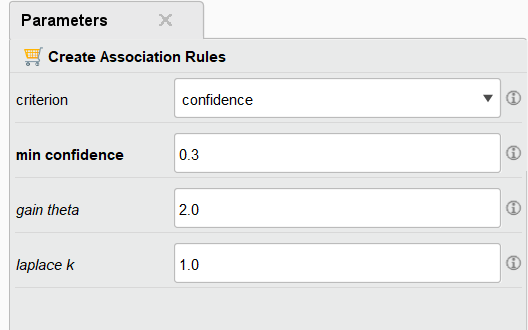 Parameters
Create Association Rules
criterion confidence
min confidence 0.3
gain theta 2.0
laplace k 1.0